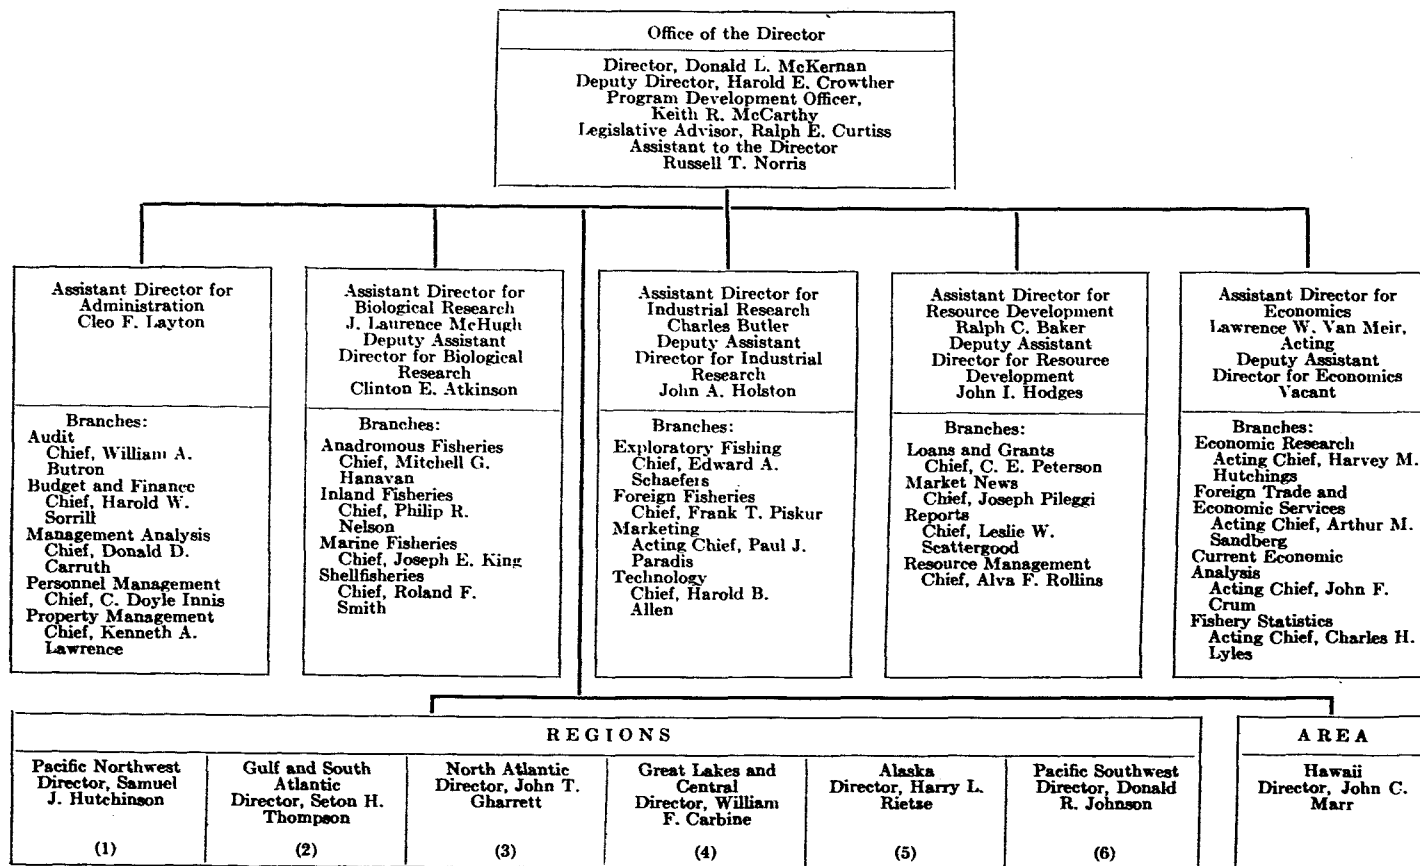 Office of the Director
Director, Donald L. McKernan
Deputy Director, Harold E. Crowther
Program Development Officer,
Keith R. McCarthy
Legislative Advisor, Ralph E. Curtiss
Assistant to the Director
Russell T. Norris
Assistant Director for
Administration
Cleo F. Layton
Branches:
Audit
Chief, William A.
Butron
Budget and Finance
Chief, Harold W.
Sorrill
Management Analysis
Chief, Donald D.
Carruth
Personnel Management
Chief, C. Doyle Innis
Property Management
Chief, Kenneth A.
Lawrence
Assistant Director for
Biological Research
J. Laurence McHugh
Deputy Assistant
Director for Biological
Research
Clinton E. Atkinson
Branches:
Anadromous Fisheries
Chief, Mitchell G.
Hanavan
Inland Fisheries
Chief, Philip R.
Nelson
Marine Fisheries
Chief, Joseph E. King
Shellfisheries
Chief, Roland F.
Smith
Assistant Director for
Industrial Research
Charles Butler
Deputy Assistant
Director for Industrial
Research
John A. Holston
Branches:
Exploratory Fishing
Chief, Edward A.
Schaefers
Foreign Fisheries
Chief, Frank T. Piskur
Marketing
Acting Chief, Paul J.
Paradis
Technology
Chief, Harold B.
Allen
Assistant Director for
Resource Development
Ralph C. Baker
Deputy Assistant
Director for Resource
Development
John I. Hodges
Branches:
Loans and Grants
Chief, C. E. Peterson
Market News
Chief, Joseph Pileggi
Reports
Chief, Leslie W.
Scattergood
Resource Management
Chief, Alva F. Rollins
Assistant Director for
Economics
Lawrence W. Van Meir,
Acting
Deputy Assistant
Director for Economics
Vacant
Branches:
Economic Research
Acting Chief, Harvey M.
Hutchings
Foreign Trade and
Economic Services
Acting Chief, Arthur M.
Sandberg
Current Economic
Analysis
Acting Chief, John F.
Crum
Fishery Statistics
Acting Chief, Charles H.
Lyles
REGIONS
Pacific Northwest
Director, Samuel
J. Hutchinson
(1)
Gulf and South
Atlantic
Director, Seton H.
Thompson
(2)
North Atlantic
Director, John T.
Gharrett
(3)
Great Lakes and
Central
Director, William
F. Carbine
(4)
Alaska
Director, Harry L.
Rietze
(5)
Pacific Southwest
Director, Donald
R. Johnson
(6)
AREA
Hawaii
Director, John C.
Marr